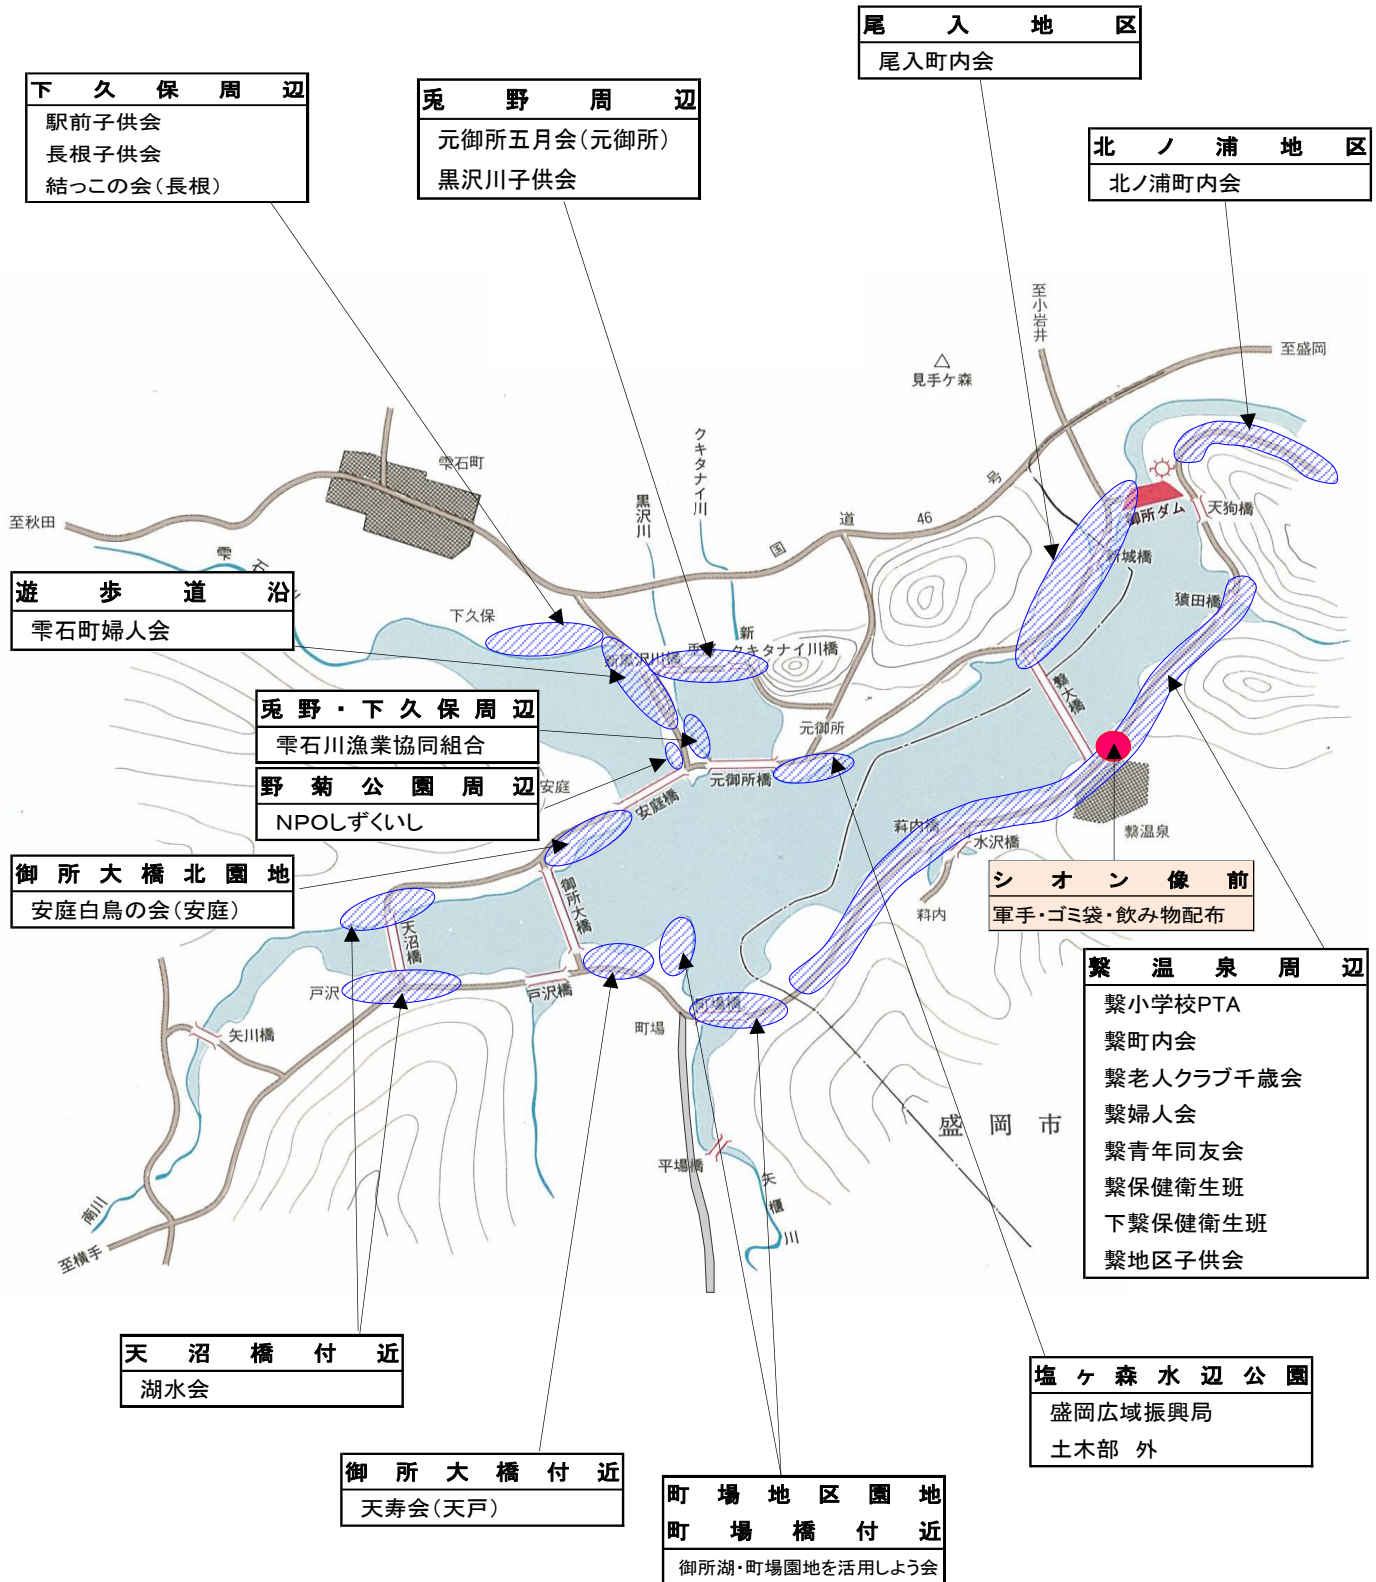 尾入地区
尾入町内会
下久保周辺
駅前子供会
長根子供会
結っこの会(長根)
兎野周辺
元御所五月会(元御所)
黒沢川子供会
北ノ浦地区
北ノ浦町内会
至小岩井
至盛岡
見手ケ森
クキタナイ川
黒沢川
雫石町
至秋田
国道46号
御所ダム
天狗橋
新城橋
猿田橋
遊歩道沿
雫石町婦人会
下久保
新黒沢川橋
新クキタナイ川橋
繋大橋
元御所
兎野・下久保周辺
雫石川漁業協同組合
元御所橋
安庭
安庭橋
野菊公園周辺
NPOしずくいし
萪内橋
水沢橋
繋温泉
御所大橋北園地
安庭白鳥の会(安庭)
御所大橋
シオン像前
軍手・ゴミ袋・飲み物配布
萪内
天沼橋
戸沢
戸沢橋
町場橋
町場
矢川橋
繋温泉周辺
繋小学校PTA
繋町内会
繋老人クラブ千歳会
繋婦人会
繋青年同友会
繋保健衛生班
下繋保健衛生班
繋地区子供会
盛岡市
平場橋
矢櫃川
南川
至横手
天沼橋付近
湖水会
塩ヶ森水辺公園
盛岡広域振興局
土木部 外
御所大橋付近
天寿会(天戸)
町場地区園地
町場橋付近
御所湖・町場園地を活用しよう会